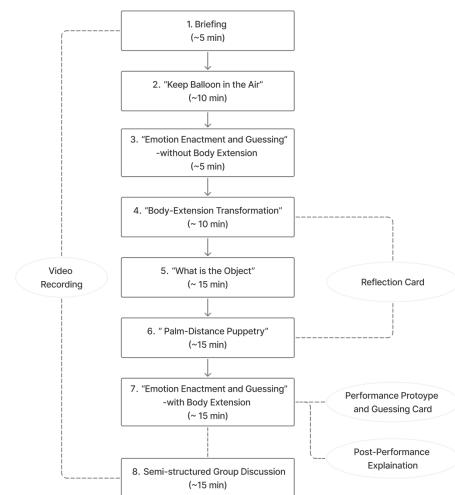 1. Briefing
(~5 min)
2. "Keep Balloon in the Air"
(~10 min)
3. "Emotion Enactment and Guessing"
-without Body Extension
(~5 min)
4. "Body-Extension Transformation"
(~ 10 min)
5. "What is the Object"
(~ 15 min)
6. " Palm-Distance Puppetry"
(~15 min)
7. "Emotion Enactment and Guessing"
-with Body Extension
(~ 15 min)
8. Semi-structured Group Discussion
(~15 min)
Video
Recording
Reflection Card
Performance Protoype
and Guessing Card
Post-Performance
Explaination